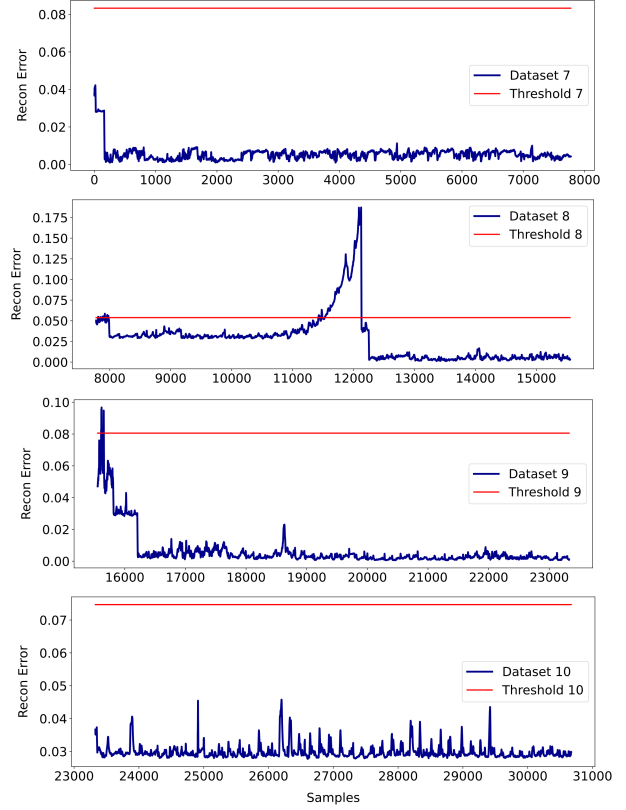 0.08
0.06
0.04
0.02
0.00
Recon Error
Dataset 7
Threshold 7
0 1000 2000 3000 4000 5000 6000 7000 8000
0.175
0.150
0.125
0.100
0.075
0.050
0.025
0.000
Recon Error
Dataset 8
Threshold 8
8000 9000 10000 11000 12000 13000 14000 15000
0.10
0.08
0.06
0.04
0.02
0.00
Recon Error
Dataset 9
Threshold 9
16000 17000 18000 19000 20000 21000 22000 23000
0.07
0.06
0.05
0.04
0.03
Recon Error
Dataset 10
Threshold 10
23000 24000 25000 26000 27000 28000 29000 30000 31000
Samples